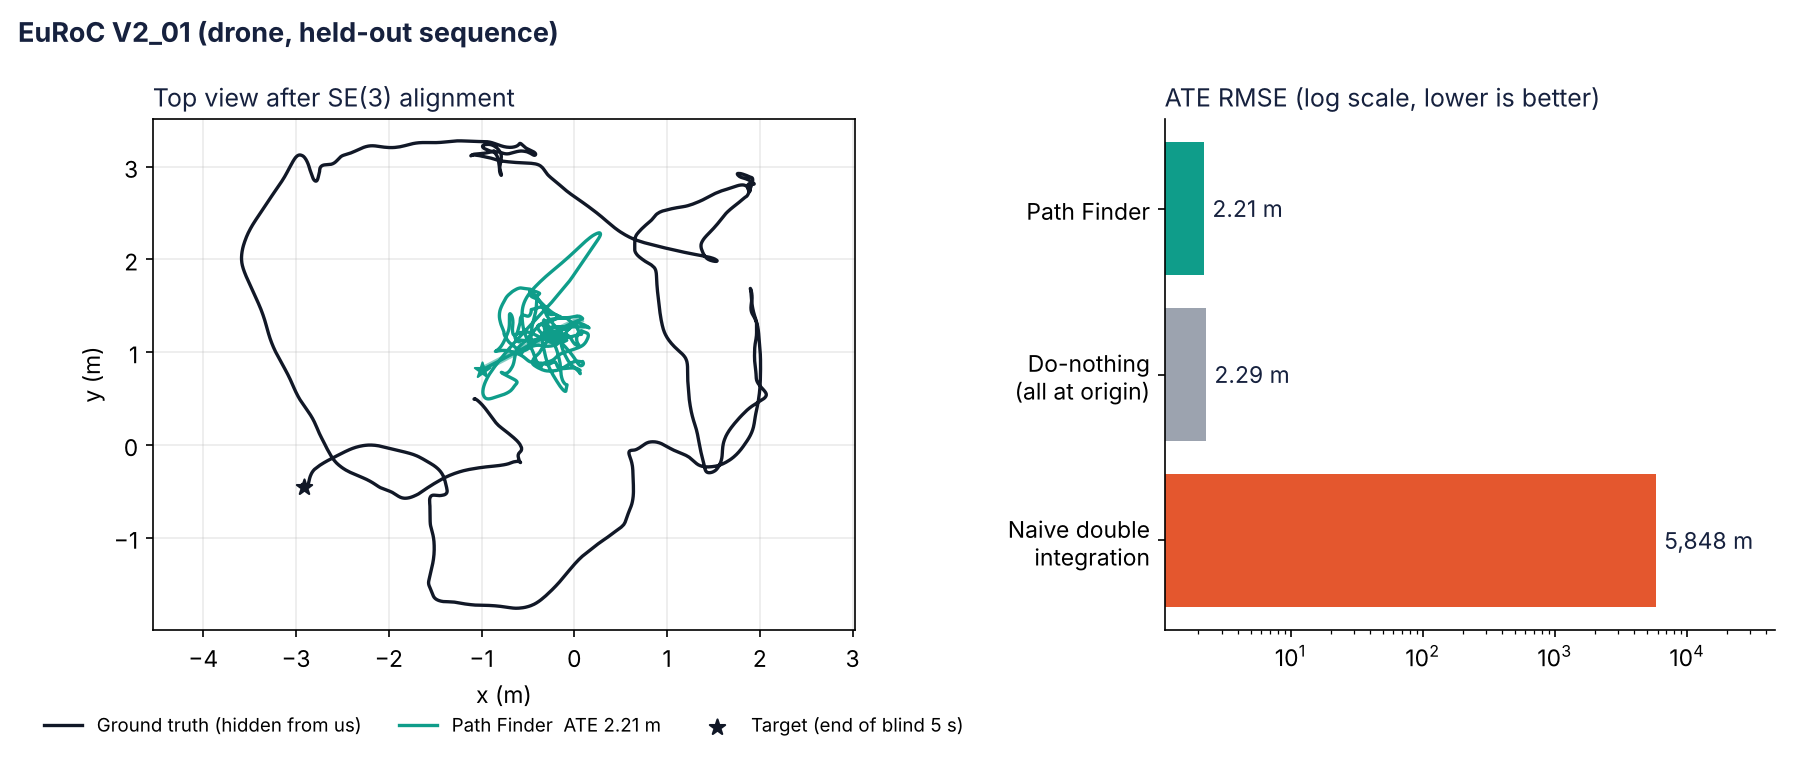 EuRoC V2_01 (drone, held-out sequence)
Top view after SE(3) alignment
3
2
1
0
−1
y (m)
−4 −3 −2 −1 0 1 2 3
x (m)
Ground truth (hidden from us) Path Finder ATE 2.21 m Target (end of blind 5 s)
ATE RMSE (log scale, lower is better)
Path Finder
2.21 m
Do-nothing
(all at origin)
2.29 m
Naive double
integration
5,848 m
10¹ 10² 10³ 10⁴